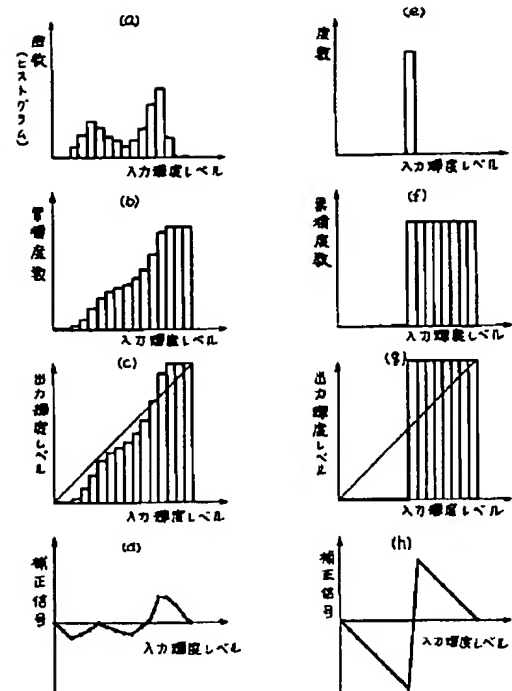 (a)
度数
(ヒストグラム)
入力輝度レベル
(b)
累積度数
入力輝度レベル
(c)
出力輝度レベル
入力輝度レベル
(d)
補正信号
入力輝度レベル
(e)
度数
入力輝度レベル
(f)
累積度数
入力輝度レベル
(g)
出力輝度レベル
入力輝度レベル
(h)
補正信号
入力輝度レベル